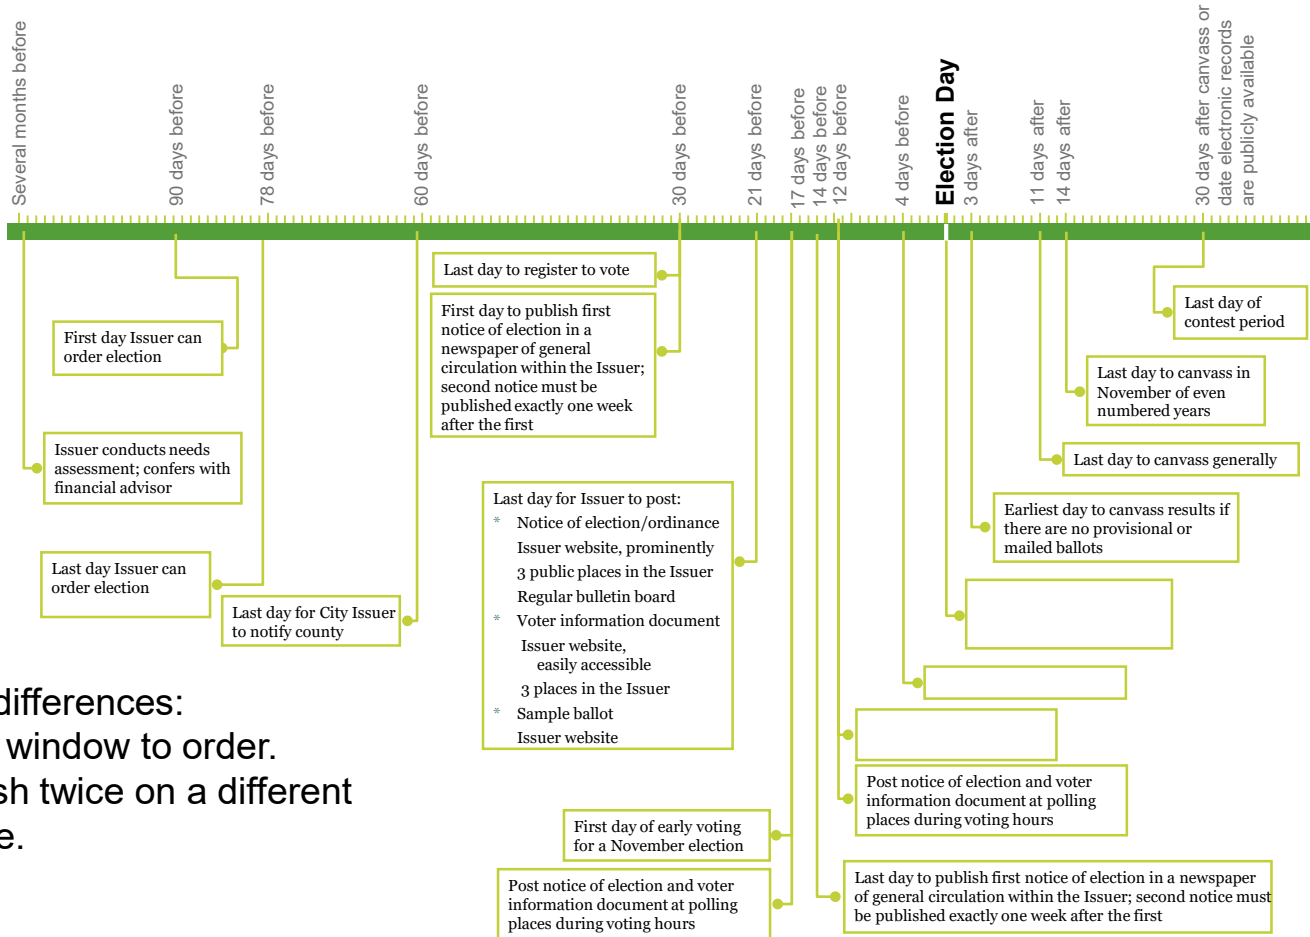 Several months before
90 days before
78 days before
60 days before
30 days before
21 days before
17 days before
14 days before
12 days before
4 days before
Election Day
3 days after
11 days after
14 days after
30 days after canvass or
date electronic records
are publicly available
Last day to register to vote
First day to publish first
notice of election in a
newspaper of general
circulation within the Issuer;
second notice must be
published exactly one week
after the first
First day Issuer can
order election
Issuer conducts needs
assessment; confers with
financial advisor
Last day Issuer can
order election
Last day for City Issuer
to notify county
Last day for Issuer to post:
* Notice of election/ordinance
Issuer website, prominently
3 public places in the Issuer
Regular bulletin board
* Voter information document
Issuer website,
easily accessible
3 places in the Issuer
* Sample ballot
Issuer website
Last day of
contest period
Last day to canvass in
November of even
numbered years
Last day to canvass generally
Earliest day to canvass results if
there are no provisional or
mailed ballots
Post notice of election and voter
information document at polling
places during voting hours
First day of early voting
for a November election
Post notice of election and voter
information document at polling
places during voting hours
Last day to publish first notice of election in a newspaper
of general circulation within the Issuer; second notice must
be published exactly one week after the first
differences:
window to order.
sh twice on a different
e.